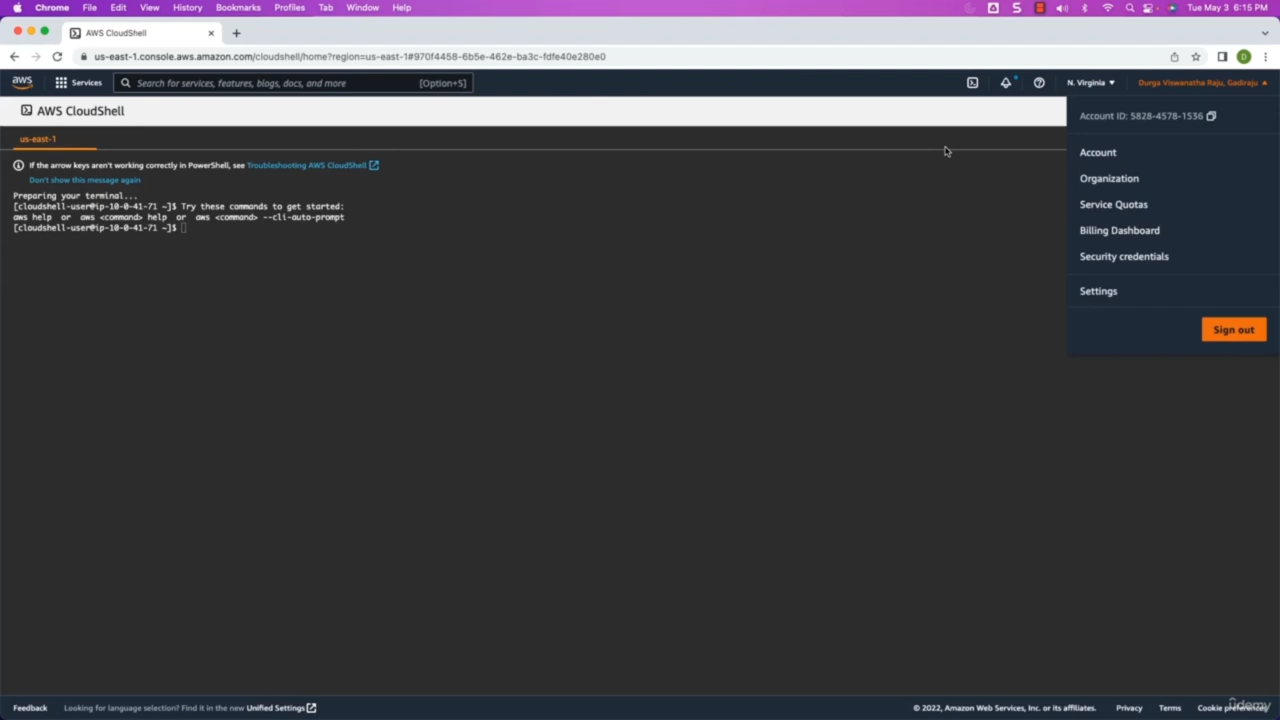 Chrome File Edit View History Bookmarks Profiles Tab Window Help Tue May 3 6:15 PM
AWS CloudShell
us-east-1.console.aws.amazon.com/cloudshell/home?region=us-east-1#970f4458-6b5e-462e-ba3c-fdfe40e280e0
D
aws Services Search for services, features, blogs, docs, and more [Option+S] N. Virginia Durga Viswanatha Raju, Gadiraju
AWS CloudShell
Account ID: 5828-4578-1536
us-east-1
Account
If the arrow keys aren't working correctly in PowerShell, see Troubleshooting AWS CloudShell
Don't show this message again
Organization
Preparing your terminal...
[cloudshell-user@ip-10-0-41-71 ~]$ Try these commands to get started:
Service Quotas
aws help or aws <command> help or aws <command> --cli-auto-prompt
[cloudshell-user@ip-10-0-41-71 ~]$
Billing Dashboard
Security credentials
Settings
Sign out
Feedback Looking for language selection? Find it in the new Unified Settings © 2022, Amazon Web Services, Inc. or its affiliates. Privacy Terms Cookie preferences
udemy